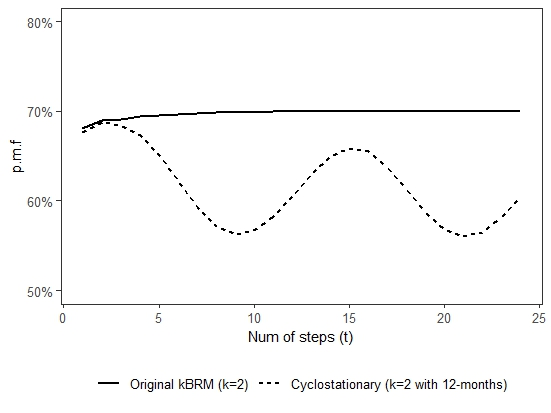 80%
70%
60%
50%
p.m.f
0 5 10 15 20 25
Num of steps (t)
Original kBRM (k=2) Cyclostationary (k=2 with 12-months)